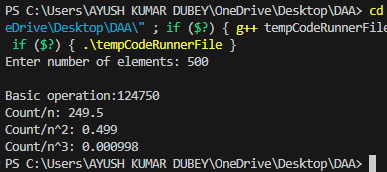 PS C:\Users\AYUSH KUMAR DUBEY\OneDrive\Desktop\DAA> cd
eDrive\Desktop\DAA\" ; if ($?) { g++ tempCodeRunnerFile
 if ($?) { .\tempCodeRunnerFile }
Enter number of elements: 500
Basic operation:124750
Count/n: 249.5
Count/n^2: 0.499
Count/n^3: 0.000998
PS C:\Users\AYUSH KUMAR DUBEY\OneDrive\Desktop\DAA>